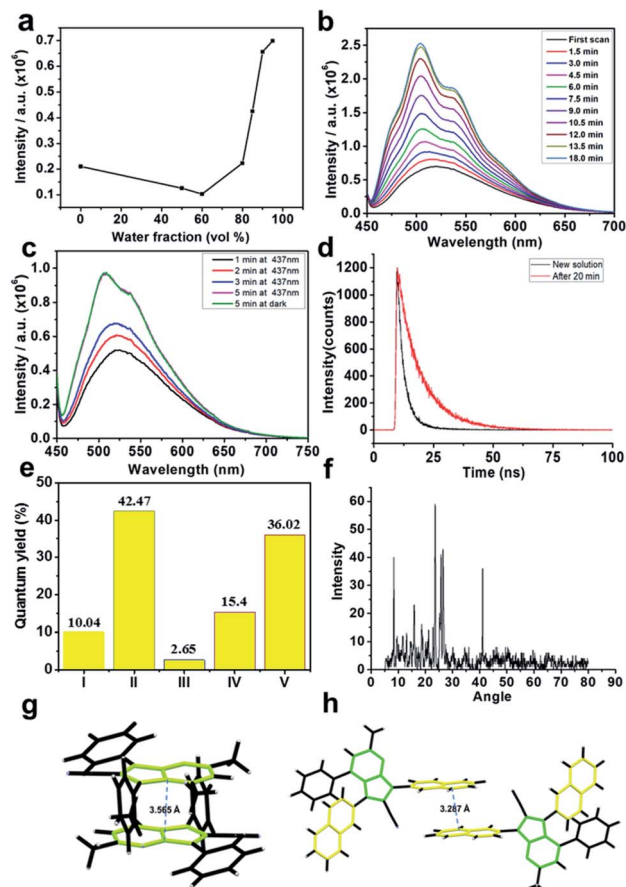 a
Intensity / a.u. (x10⁶)
0.7
0.6
0.5
0.4
0.3
0.2
0.1
0 20 40 60 80 100
Water fraction (vol %)
b
Intensity / a.u. (x10⁶)
2.5
2.0
1.5
1.0
0.5
0.0
450 500 550 600 650 700
Wavelength (nm)
First scan
1.5 min
3.0 min
4.5 min
6.0 min
7.5 min
9.0 min
10.5 min
12.0 min
13.5 min
18.0 min
c
Intensity / a.u. (x10⁶)
1.0
0.8
0.6
0.4
0.2
0.0
450 500 550 600 650 700 750
Wavelength (nm)
1 min at 437nm
2 min at 437nm
3 min at 437nm
5 min at 437nm
5 min at dark
d
Intensity(counts)
1200
1050
900
750
600
450
300
150
0
0 25 50 75 100
Time (ns)
New solution
After 20 min
e
Quantum yield (%)
50
40
30
20
10
0
10.04
42.47
2.65
15.4
36.02
I II III IV V
f
Intensity
60
50
40
30
20
10
0
0 10 20 30 40 50 60 70 80 90
Angle
g
3.565 Å
h
3.287 Å